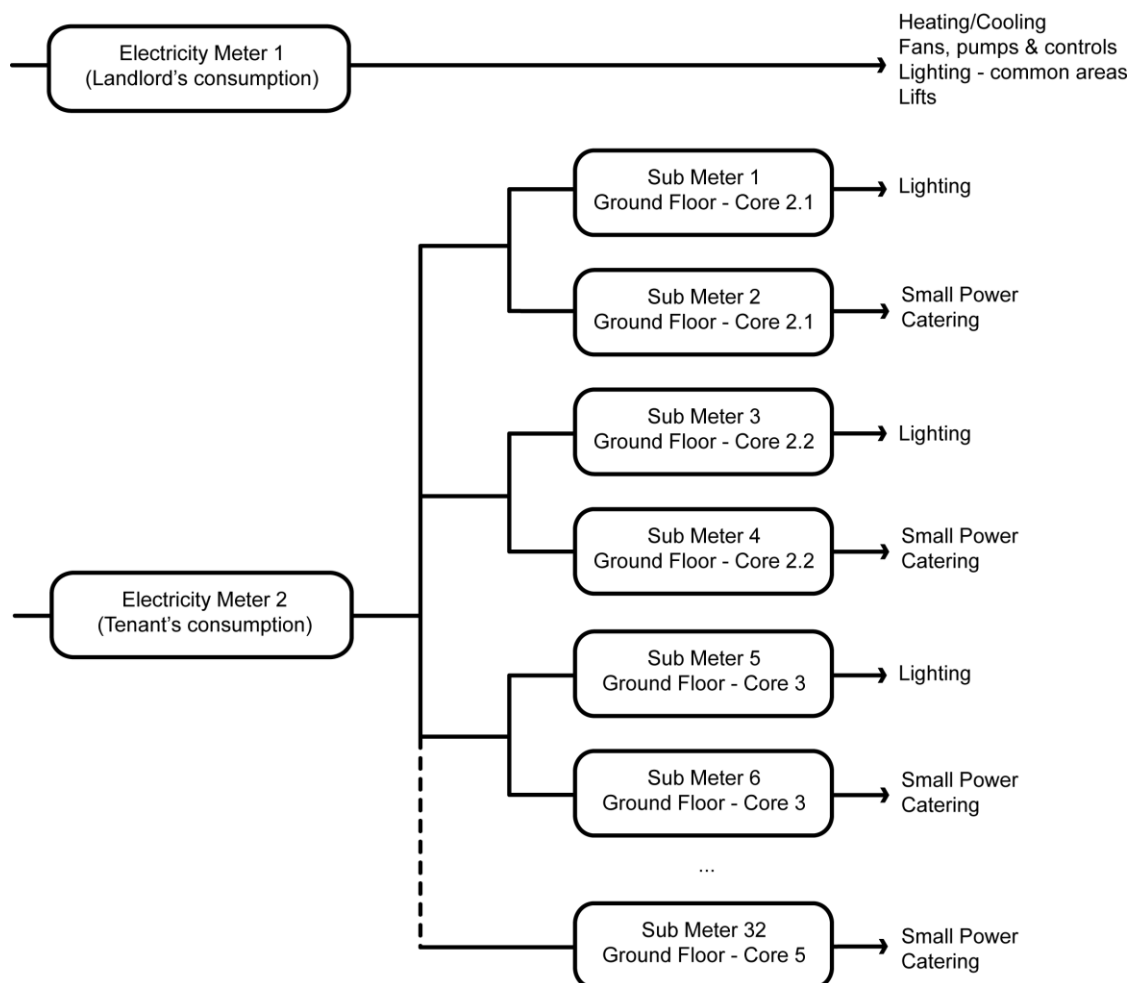 Electricity Meter 1
(Landlord's consumption)
Heating/Cooling
Fans, pumps & controls
Lighting - common areas
Lifts
Sub Meter 1
Ground Floor - Core 2.1
Lighting
Sub Meter 2
Ground Floor - Core 2.1
Small Power
Catering
Sub Meter 3
Ground Floor - Core 2.2
Lighting
Sub Meter 4
Ground Floor - Core 2.2
Small Power
Catering
Electricity Meter 2
(Tenant's consumption)
Sub Meter 5
Ground Floor - Core 3
Lighting
Sub Meter 6
Ground Floor - Core 3
Small Power
Catering
...
Sub Meter 32
Ground Floor - Core 5
Small Power
Catering